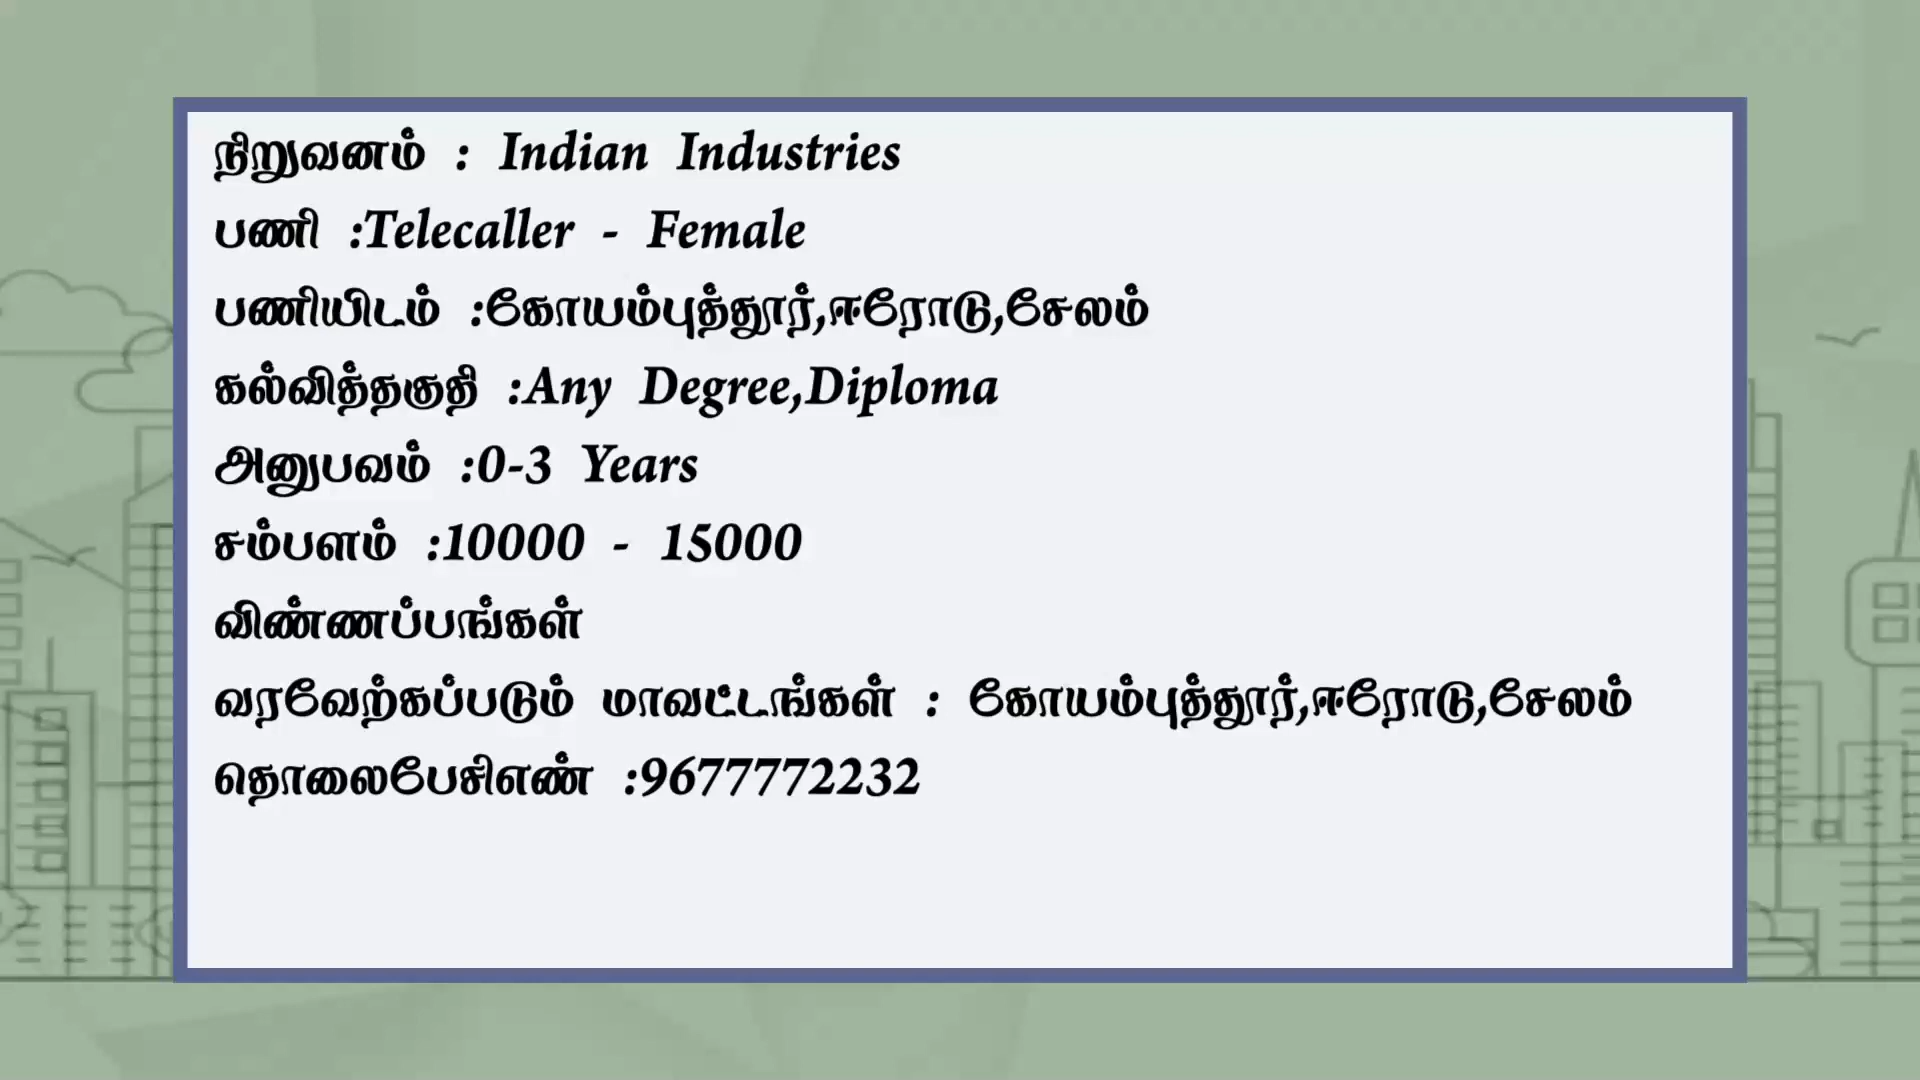 நிறுவனம் : Indian Industries
பணி :Telecaller - Female
பணியிடம் :கோயம்புத்தூர்,ஈரோடு,சேலம்
கல்வித்தகுதி :Any Degree,Diploma
அனுபவம் :0-3 Years
சம்பளம் :10000 - 15000
விண்ணப்பங்கள்
வரவேற்கப்படும் மாவட்டங்கள் : கோயம்புத்தூர்,ஈரோடு,சேலம்
தொலைபேசிஎண் :9677772232